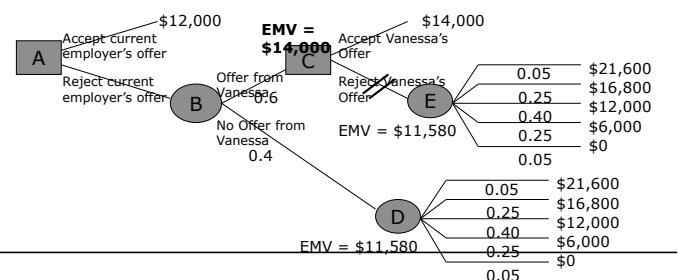 $12,000
Accept current
employer's offer
A
Reject current
employer's offer
B
Offer from
Vanessa
0.6
No Offer from
Vanessa
0.4
EMV =
$14,000
C
$14,000
Accept Vanessa's
Offer
Reject Vanessa's
Offer
E
EMV = $11,580
0.05
$21,600
0.25
$16,800
0.40
$12,000
0.25
$6,000
0.05
$0
D
EMV = $11,580
0.05
$21,600
0.25
$16,800
0.40
$12,000
0.25
$6,000
0.05
$0